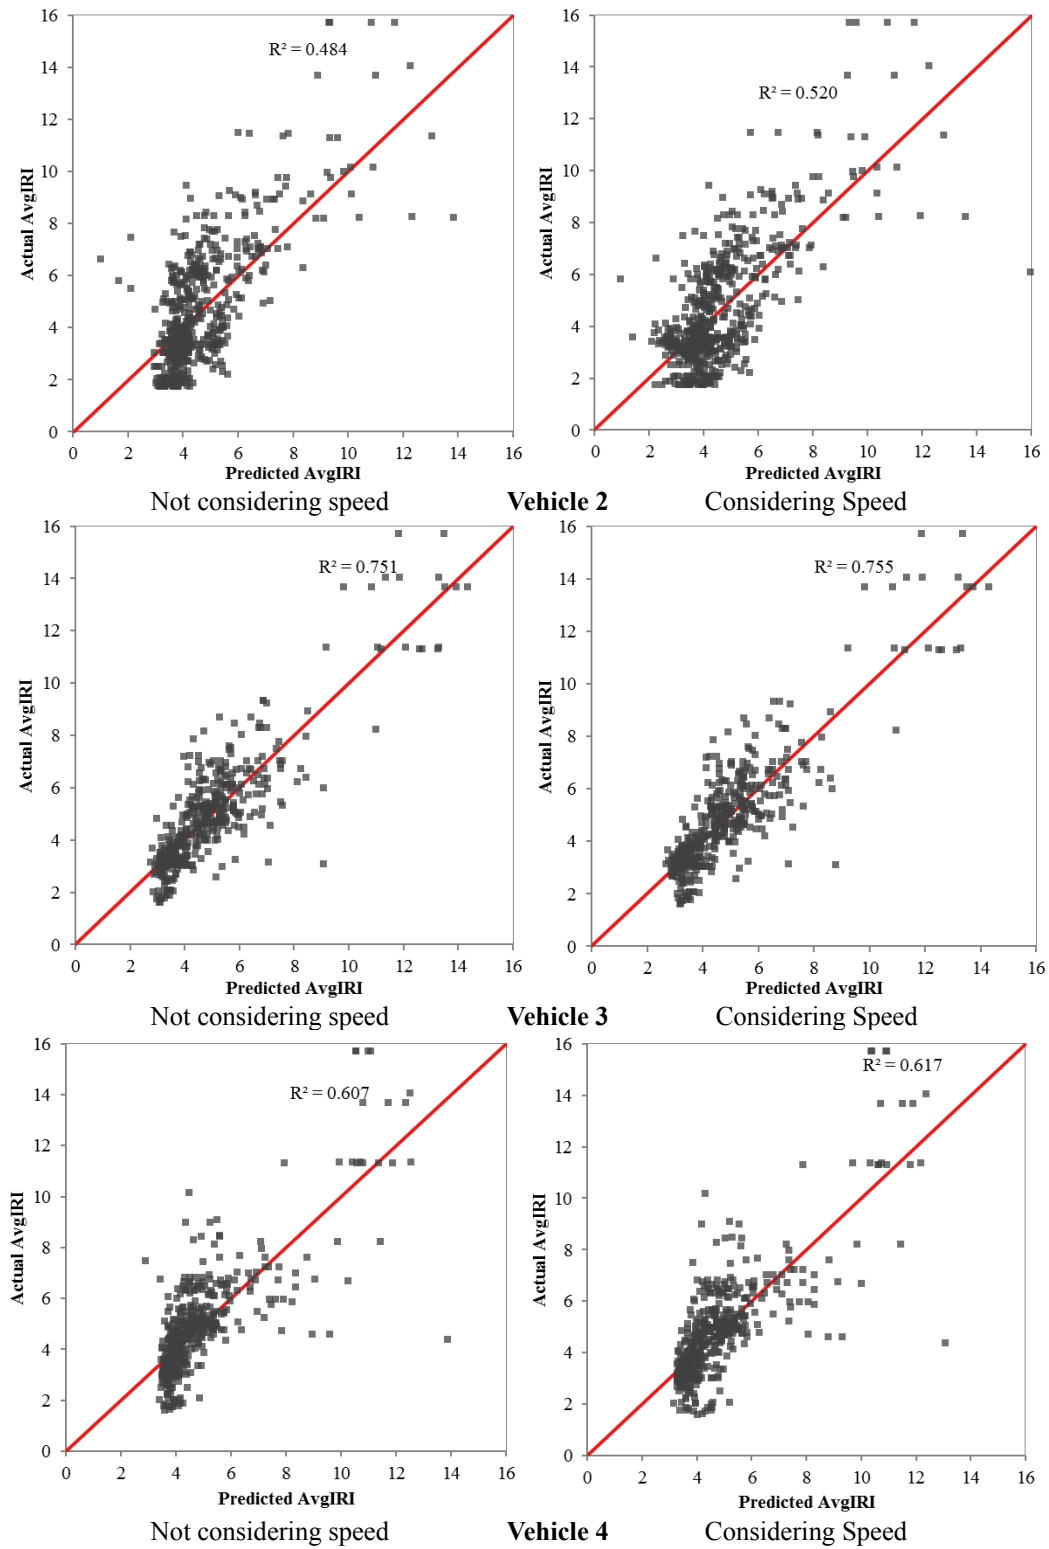 16
14
12
10
8
6
4
2
0
Actual AvgIRI
R² = 0.484
0 2 4 6 8 10 12 14 16
Predicted AvgIRI
16
14
12
10
8
6
4
2
0
Actual AvgIRI
R² = 0.520
0 2 4 6 8 10 12 14 16
Predicted AvgIRI
Not considering speed Vehicle 2 Considering Speed
16
14
12
10
8
6
4
2
0
Actual AvgIRI
R² = 0.751
0 2 4 6 8 10 12 14 16
Predicted AvgIRI
16
14
12
10
8
6
4
2
0
Actual AvgIRI
R² = 0.755
0 2 4 6 8 10 12 14 16
Predicted AvgIRI
Not considering speed Vehicle 3 Considering Speed
16
14
12
10
8
6
4
2
0
Actual AvgIRI
R² = 0.607
0 2 4 6 8 10 12 14 16
Predicted AvgIRI
16
14
12
10
8
6
4
2
0
Actual AvgIRI
R² = 0.617
0 2 4 6 8 10 12 14 16
Predicted AvgIRI
Not considering speed Vehicle 4 Considering Speed